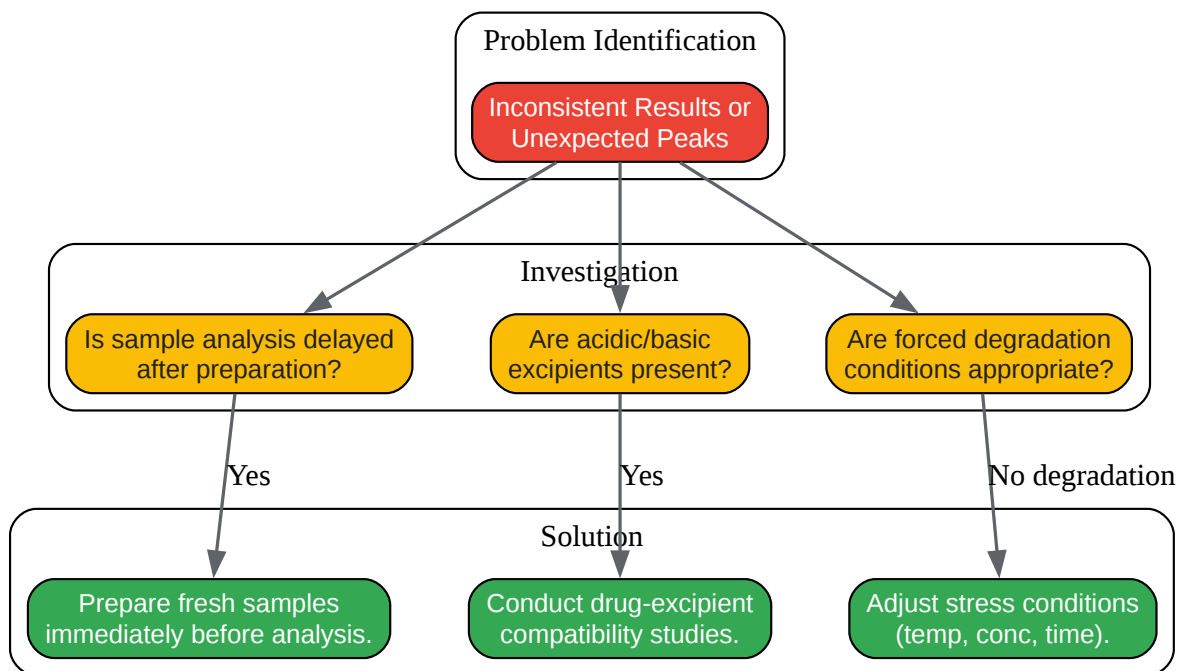 Problem Identification
Inconsistent Results or
Unexpected Peaks
Investigation
Is sample analysis delayed
after preparation?
Are acidic/basic
excipients present?
Are forced degradation
conditions appropriate?
Yes
Yes
No degradation
Solution
Prepare fresh samples
immediately before analysis.
Conduct drug-excipient
compatibility studies.
Adjust stress conditions
(temp, conc, time).